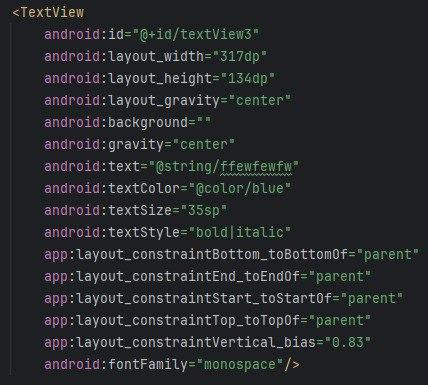 <TextView
android:id="@+id/textView3"
android:layout_width="317dp"
android:layout_height="134dp"
android:layout_gravity="center"
android:background=""
android:gravity="center"
android:text="@string/ffewfewfw"
android:textColor="@color/blue"
android:textSize="35sp"
android:textStyle="bold|italic"
app:layout_constraintBottom_toBottomOf="parent"
app:layout_constraintEnd_toEndOf="parent"
app:layout_constraintStart_toStartOf="parent"
app:layout_constraintTop_toTopOf="parent"
app:layout_constraintVertical_bias="0.83"
android:fontFamily="monospace"/>